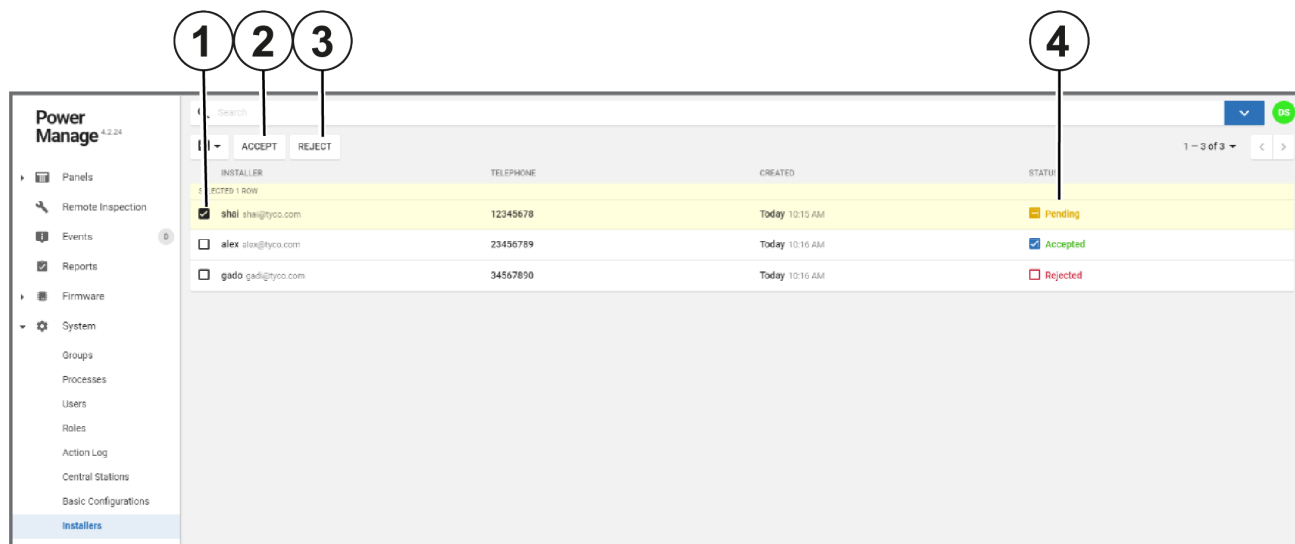 1 2 3 4
Power
Manage 4.2.24
Search
DS
ACCEPT REJECT
1 – 3 of 3
INSTALLER TELEPHONE CREATED
SELECTED 1 ROW
Panels
Remote Inspection
Events 0
Reports
Firmware
System
Groups
Processes
Users
Roles
Action Log
Central Stations
Basic Configurations
Installers
shai shai@tyco.com 12345678 Today 10:15 AM Pending
alex alex@tyco.com 23456789 Today 10:16 AM Accepted
gado gadi@tyco.com 34567890 Today 10:16 AM Rejected